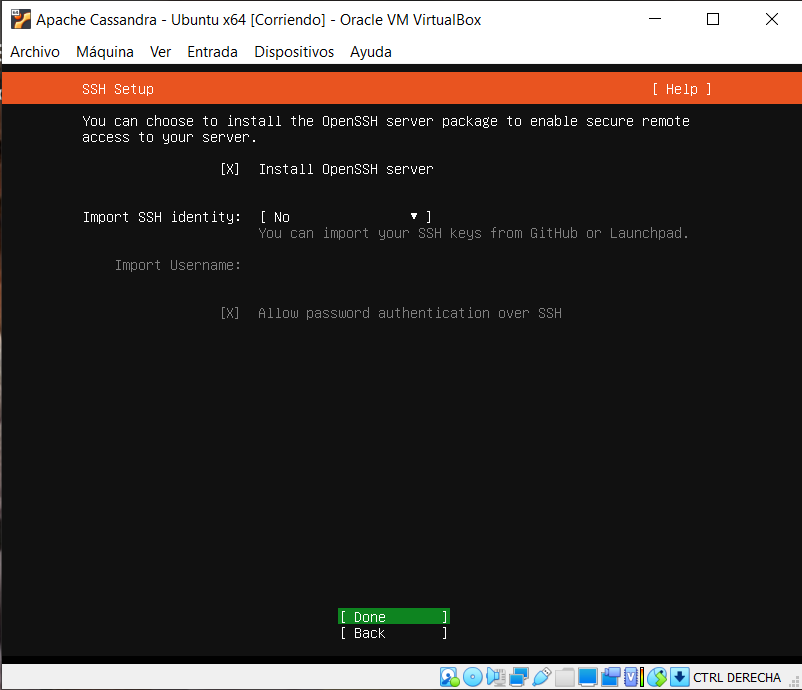 Apache Cassandra - Ubuntu x64 [Corriendo] - Oracle VM VirtualBox
Archivo Máquina Ver Entrada Dispositivos Ayuda
SSH Setup [ Help ]
You can choose to install the OpenSSH server package to enable secure remote
access to your server.
[X] Install OpenSSH server
Import SSH identity: [ No ▾ ]
You can import your SSH keys from GitHub or Launchpad.
Import Username:
[X] Allow password authentication over SSH
[ Done ]
[ Back ]
CTRL DERECHA